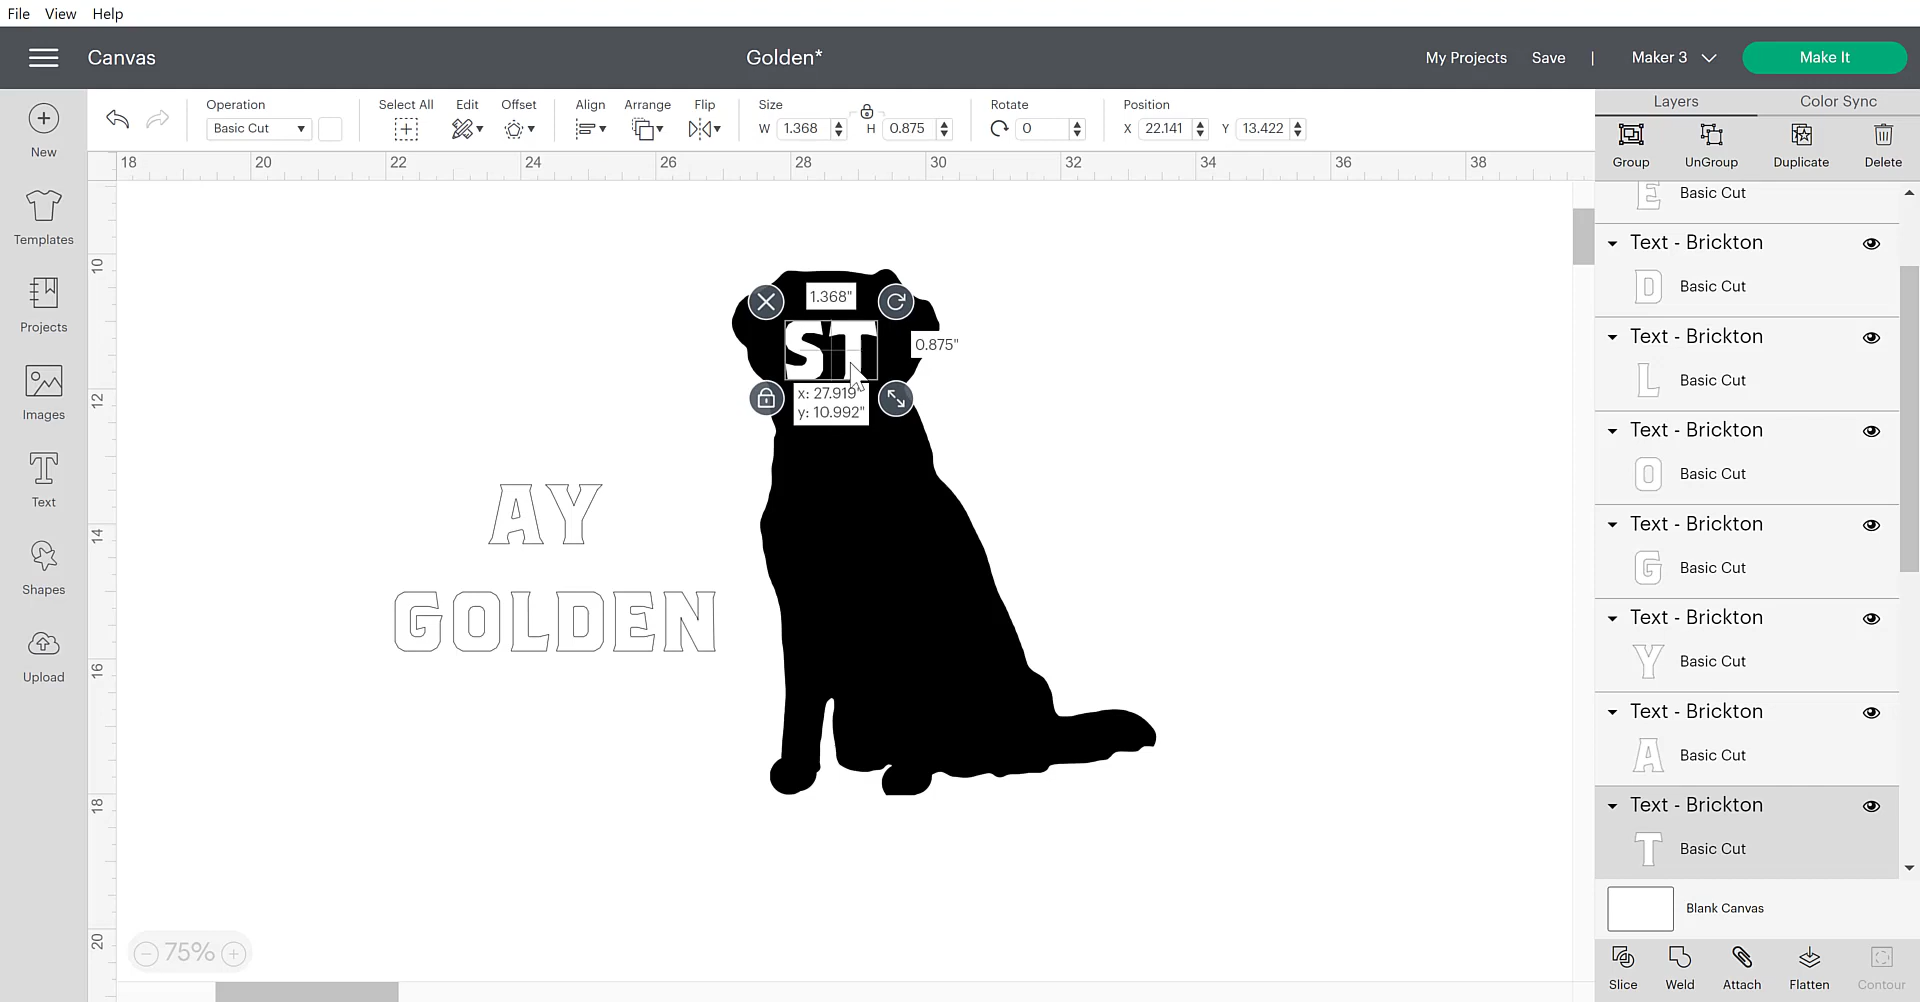 File View Help
Canvas
Golden*
My Projects Save | Maker 3 Make It
Operation
Basic Cut
Select All Edit Offset Align Arrange Flip
Size
W 1.368 H 0.875
Rotate
0
Position
X 22.141 Y 13.422
Layers Color Sync
Group UnGroup Duplicate Delete
New
Templates
Projects
Images
Text
Shapes
Upload
18 20 22 24 26 28 30 32 34 36 38
10
12
14
16
18
20
1.368"
ST
0.875"
x: 27.919"
y: 10.992"
AY
GOLDEN
75%
E Basic Cut
Text - Brickton
D Basic Cut
Text - Brickton
L Basic Cut
Text - Brickton
O Basic Cut
Text - Brickton
G Basic Cut
Text - Brickton
Y Basic Cut
Text - Brickton
A Basic Cut
Text - Brickton
T Basic Cut
Blank Canvas
Slice Weld Attach Flatten Contour